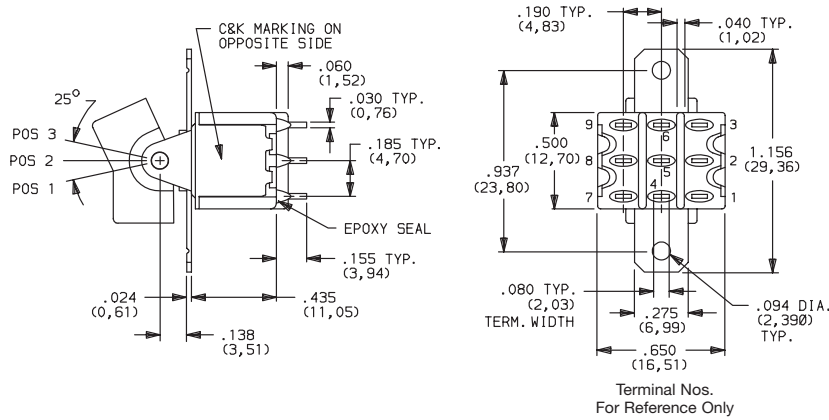 C&K MARKING ON
OPPOSITE SIDE
.060
(1,52)
.030 TYP.
(0,76)
25°
POS 3
POS 2
POS 1
.185 TYP.
(4,70)
EPOXY SEAL
.155 TYP.
(3,94)
.024
(0,61)
.435
(11,05)
.138
(3,51)
.190 TYP.
(4,83)
.040 TYP.
(1,02)
9
6
3
.500
(12,70)
8
5
2
1.156
(29,36)
.937
(23,80)
7
4
1
.080 TYP.
(2,03)
TERM. WIDTH
.275
(6,99)
.094 DIA.
(2,39Ø)
TYP.
.650
(16,51)
Terminal Nos.
For Reference Only